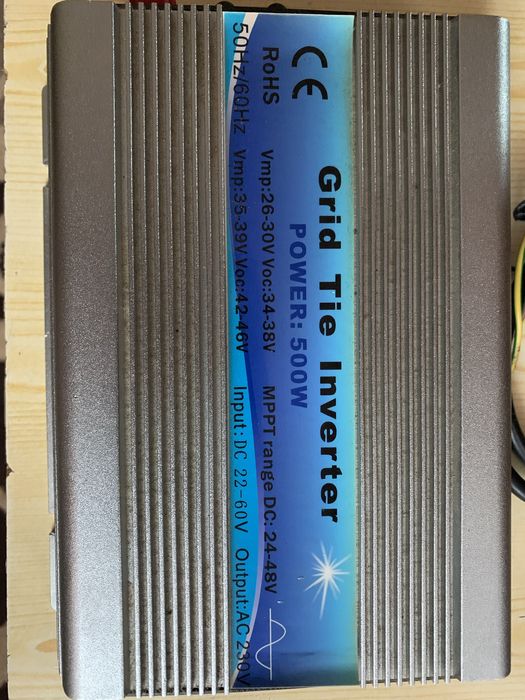 Grid Tie Inverter
CE
POWER: 500W
RoHS Vmp:26-30V Voc:34-38V MPPT range DC: 24-48V
50Hz/60Hz Vmp:35-39V Voc:42-46V Input:DC 22-60V Output:AC 230V